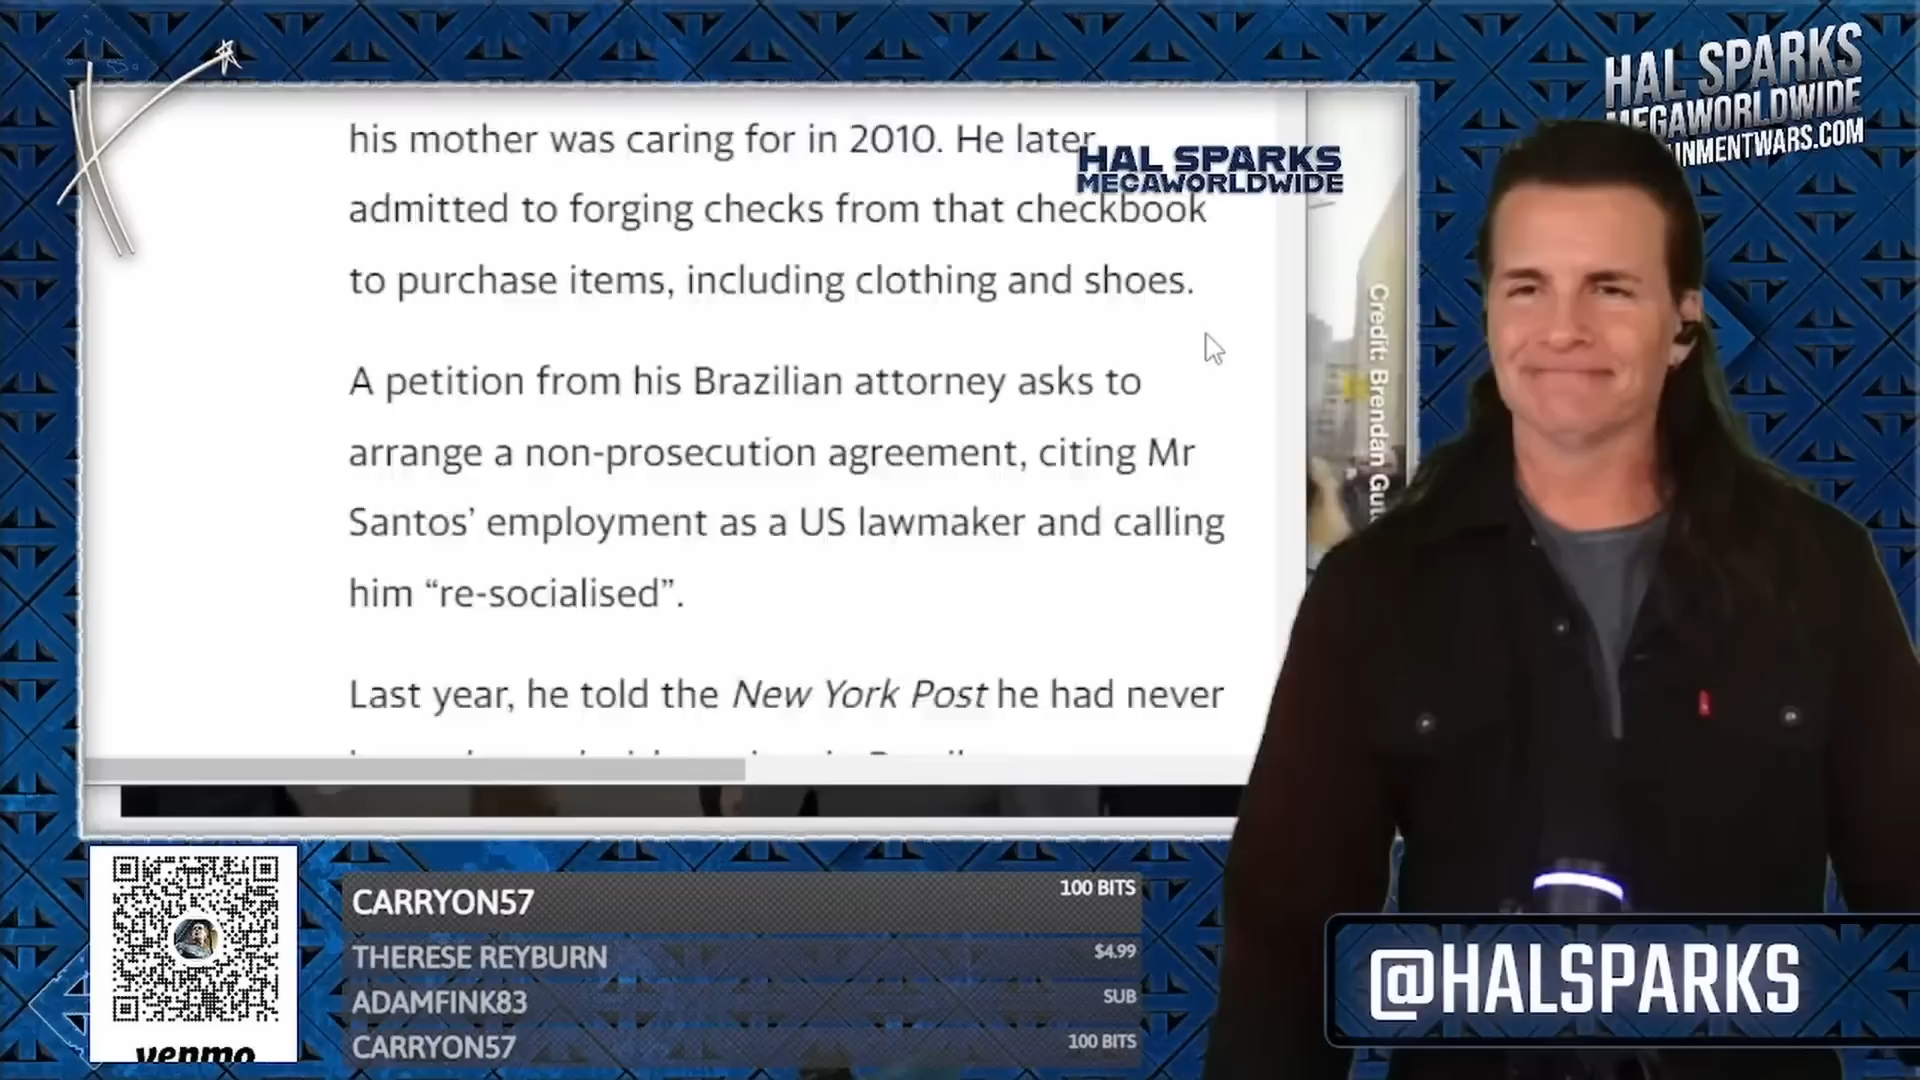 HAL SPARKS
MEGAWORLDWIDE
INMENTWARS.COM
his mother was caring for in 2010. He later
HAL SPARKS
MEGAWORLDWIDE
admitted to forging checks from that checkbook
to purchase items, including clothing and shoes.
A petition from his Brazilian attorney asks to
arrange a non-prosecution agreement, citing Mr
Santos’ employment as a US lawmaker and calling
him “re-socialised”.
Last year, he told the New York Post he had never
Credit: Brendan
CARRYON57 100 BITS
THERESE REYBURN $4.99
ADAMFINK83 SUB
CARRYON57 100 BITS
venmo
@HALSPARKS